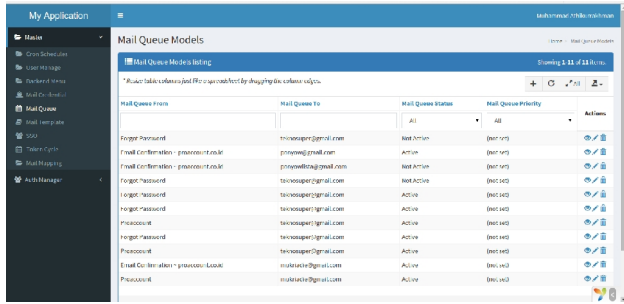 My Application
Muhammad Athikurrakhman
Master
Cron Scheduler
User Manage
Backend Menu
Mail Credential
Mail Queue
Mail Template
SSO
Token Cycle
Mail Mapping
Auth Manager
Mail Queue Models
Home / Mail Queue Models
Mail Queue Models listing
Showing 1-11 of 11 items.
* Resize table columns just like a spreadsheet by dragging the column edges.
All
Mail Queue From Mail Queue To Mail Queue Status Mail Queue Priority Actions
All All
Forgot Password teknosuper@gmail.com Not Active (not set)
Email Confirmation - proaccount.co.id @gmail.com Active (not set)
Email Confirmation - proaccount.co.id @gmail.com Not Active (not set)
Forgot Password teknosuper@gmail.com Not Active (not set)
Forgot Password teknosuper@gmail.com Active (not set)
Forgot Password teknosuper@gmail.com Active (not set)
Proaccount teknosuper@gmail.com Active (not set)
Forgot Password teknosuper@gmail.com Active (not set)
Proaccount teknosuper@gmail.com Active (not set)
Email Confirmation - proaccount.co.id @gmail.com Active (not set)
Proaccount @gmail.com Active (not set)